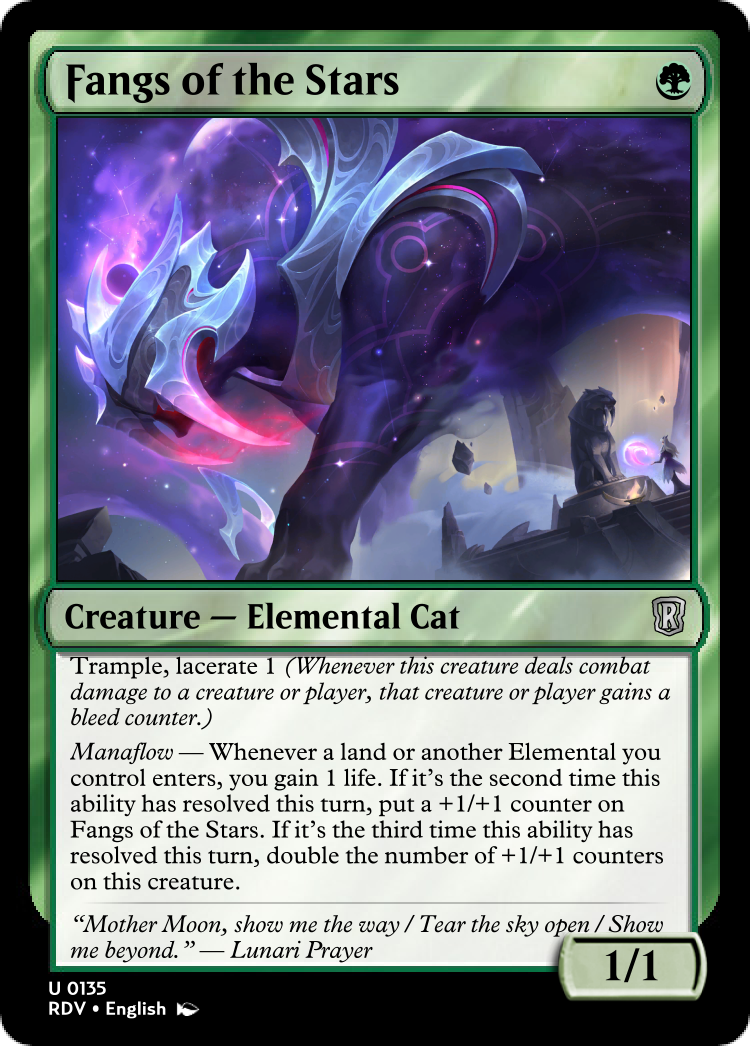 Fangs of the Stars
Creature — Elemental Cat
R
Trample, lacerate 1 (Whenever this creature deals combat
damage to a creature or player, that creature or player gains a
bleed counter.)
Manaflow — Whenever a land or another Elemental you
control enters, you gain 1 life. If it's the second time this
ability has resolved this turn, put a +1/+1 counter on
Fangs of the Stars. If it's the third time this ability has
resolved this turn, double the number of +1/+1 counters
on this creature.
“Mother Moon, show me the way / Tear the sky open / Show
me beyond.” — Lunari Prayer
1/1
U 0135
RDV • English